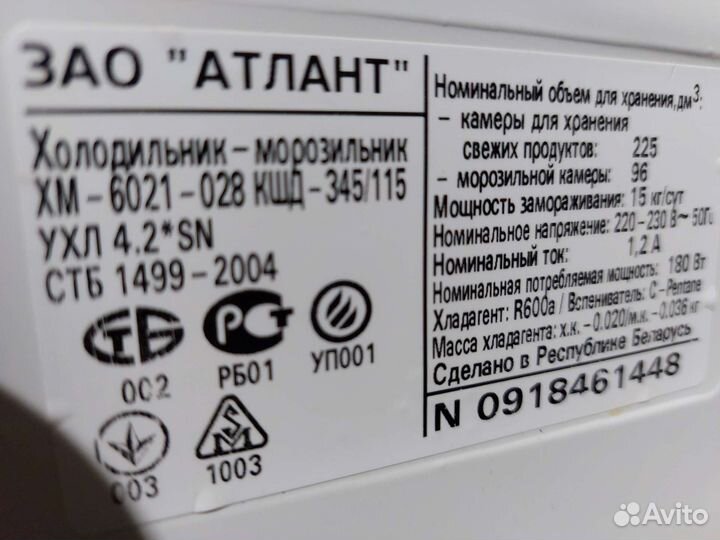 ЗАО "АТЛАНТ"
Холодильник – морозильник
ХМ – 6021 – 028 КШД – 345/115
УХЛ 4.2*SN
СТБ 1499 – 2004
СТБ
002
РСТ
РБ01
УП001
003
SM
1003
Номинальный объем для хранения,дм³:
– камеры для хранения
свежих продуктов: 225
– морозильной камеры: 96
Мощность замораживания: 15 кг/сут
Номинальное напряжение: 220 – 230 В~ 50Гц
Номинальный ток: 1,2 А
Номинальная потребляемая мощность: 180 Вт
Хладагент: R600a / Вспениватель: C – Pentane
Масса хладагента: х.к. – 0.020/м.к. – 0.036 кг
Сделано в Республике Беларусь
N 0918461448
Avito